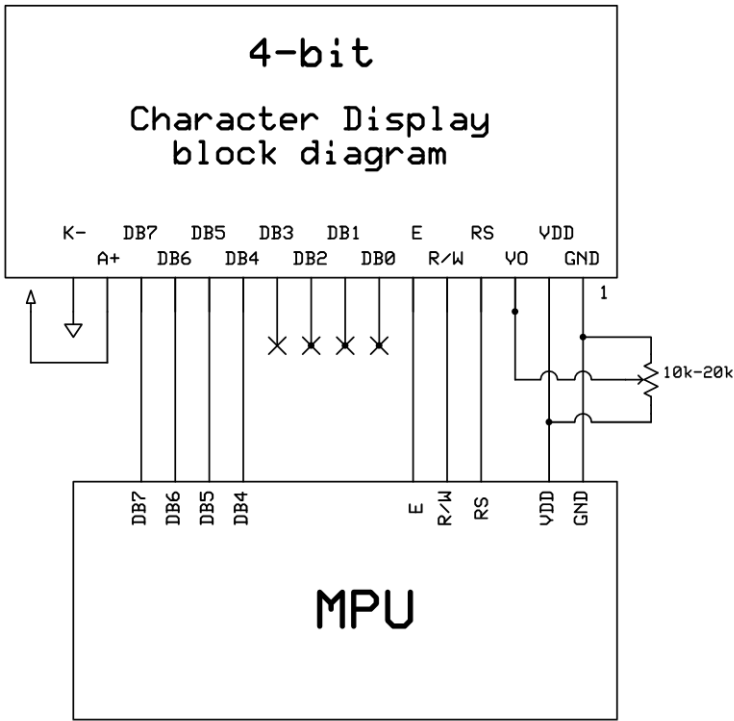 4-bit
Character Display
block diagram
K- DB7 DB5 DB3 DB1 E RS VDD
A+ DB6 DB4 DB2 DB0 R/W VO GND
1
10k-20k
DB7 DB6 DB5 DB4 E R/W RS VDD GND
MPU